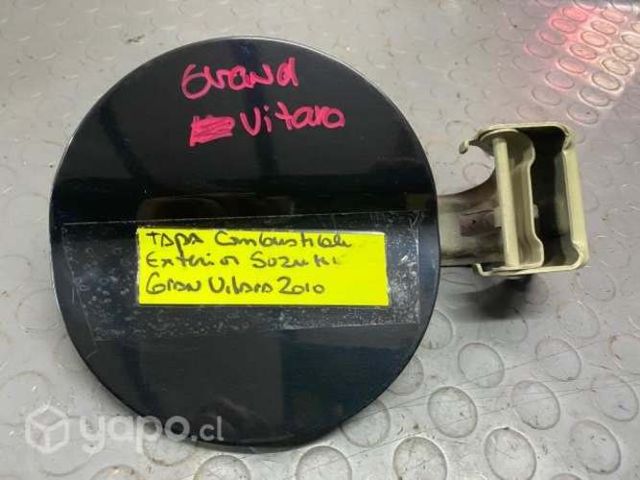 Grand
Vitara
TAPA Combustible
Exterior Suzuki
Gran Vitara 2010
yapo.cl